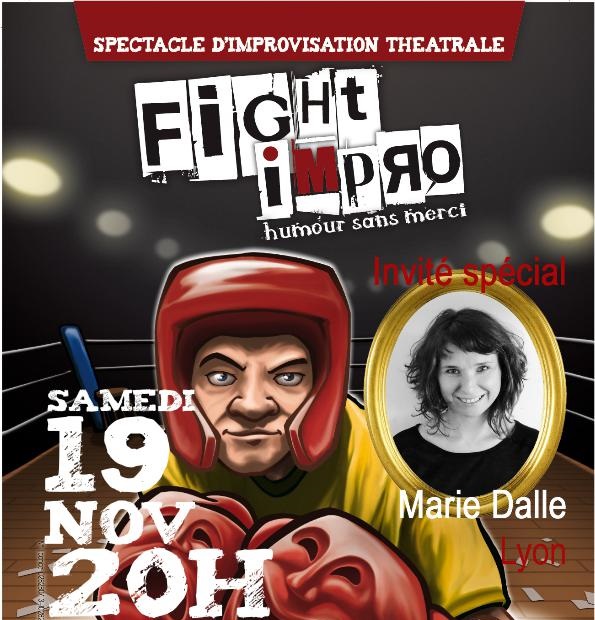 SPECTACLE D'IMPROVISATION THEATRALE
FiGHt
iMPRO
humour sans merci
Invité spécial
SAMEDI
19
NOV
20H
Marie Dalle
Lyon